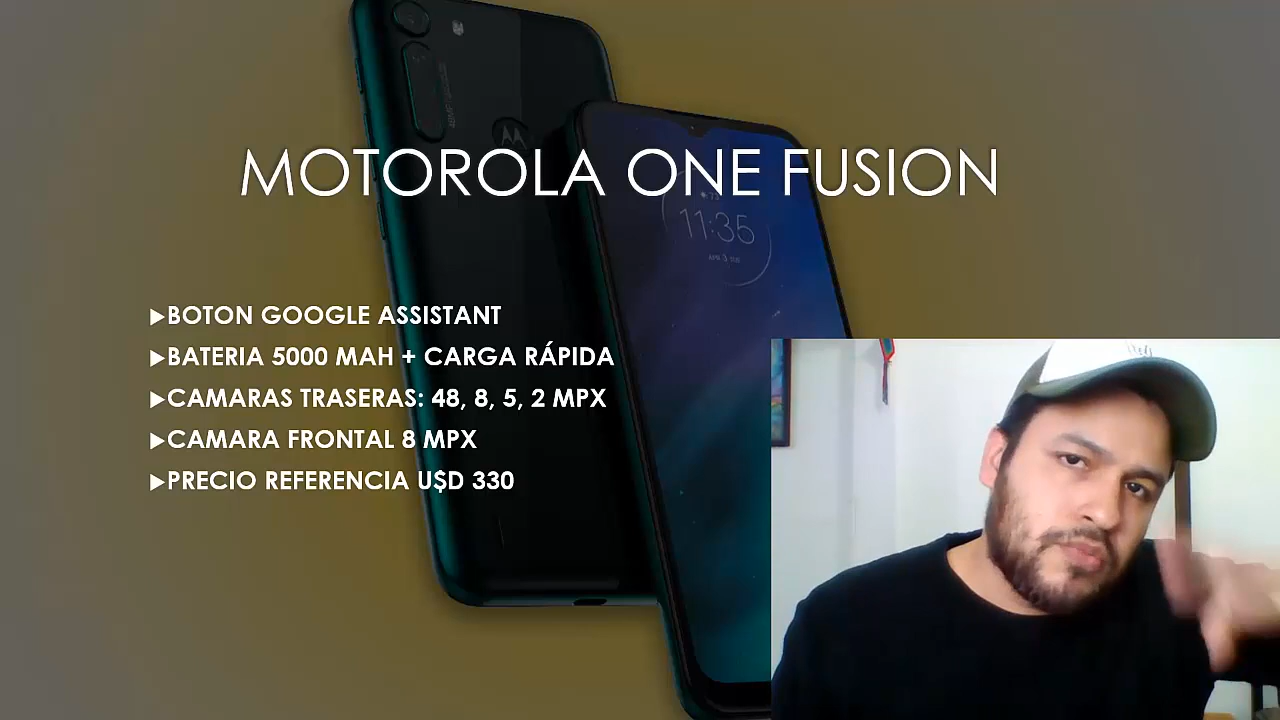 MOTOROLA ONE FUSION
11:35
BOTON GOOGLE ASSISTANT
BATERIA 5000 MAH + CARGA RÁPIDA
CAMARAS TRASERAS: 48, 8, 5, 2 MPX
CAMARA FRONTAL 8 MPX
PRECIO REFERENCIA U$D 330